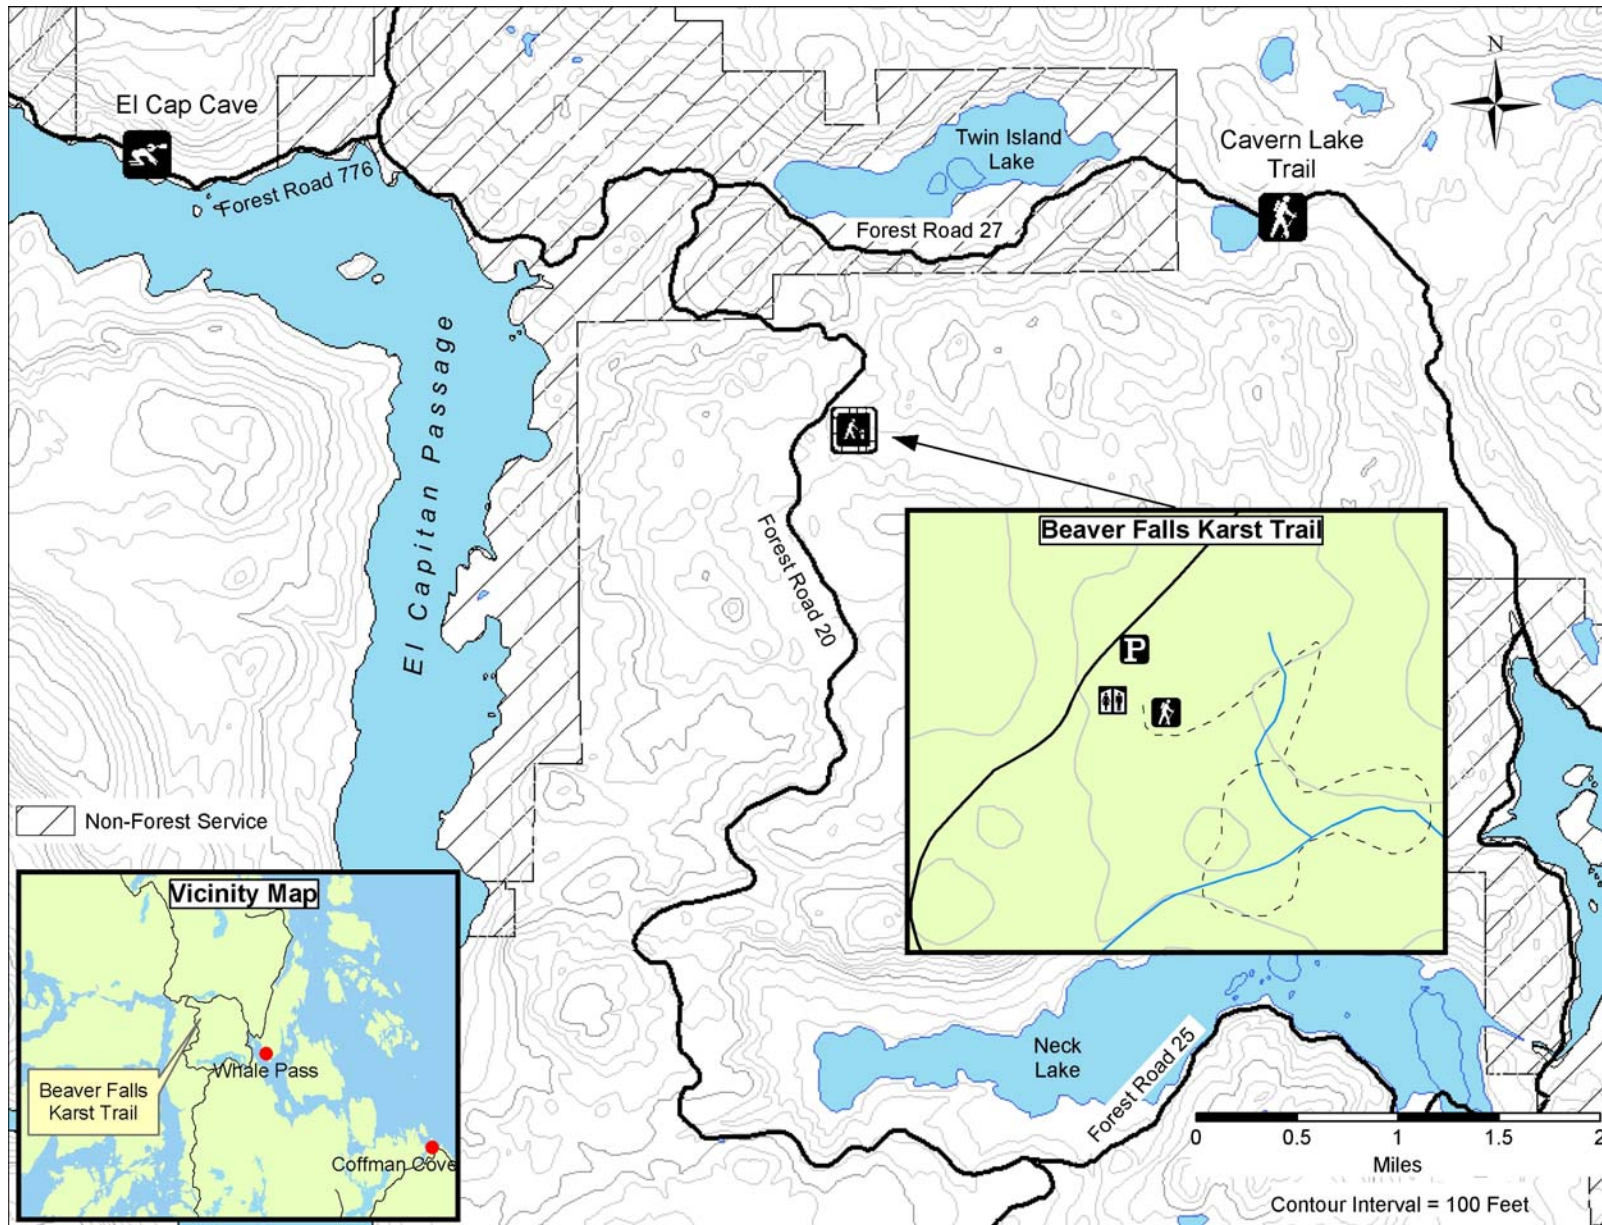 N
El Cap Cave
Twin Island
Lake
Cavern Lake
Trail
Forest Road 776
Forest Road 27
El Capitan Passage
Forest Road 20
Beaver Falls Karst Trail
P
Non-Forest Service
Vicinity Map
Whale Pass
Beaver Falls
Karst Trail
Coffman Cove
Neck
Lake
Forest Road 25
0 0.5 1 1.5 2
Miles
Contour Interval = 100 Feet